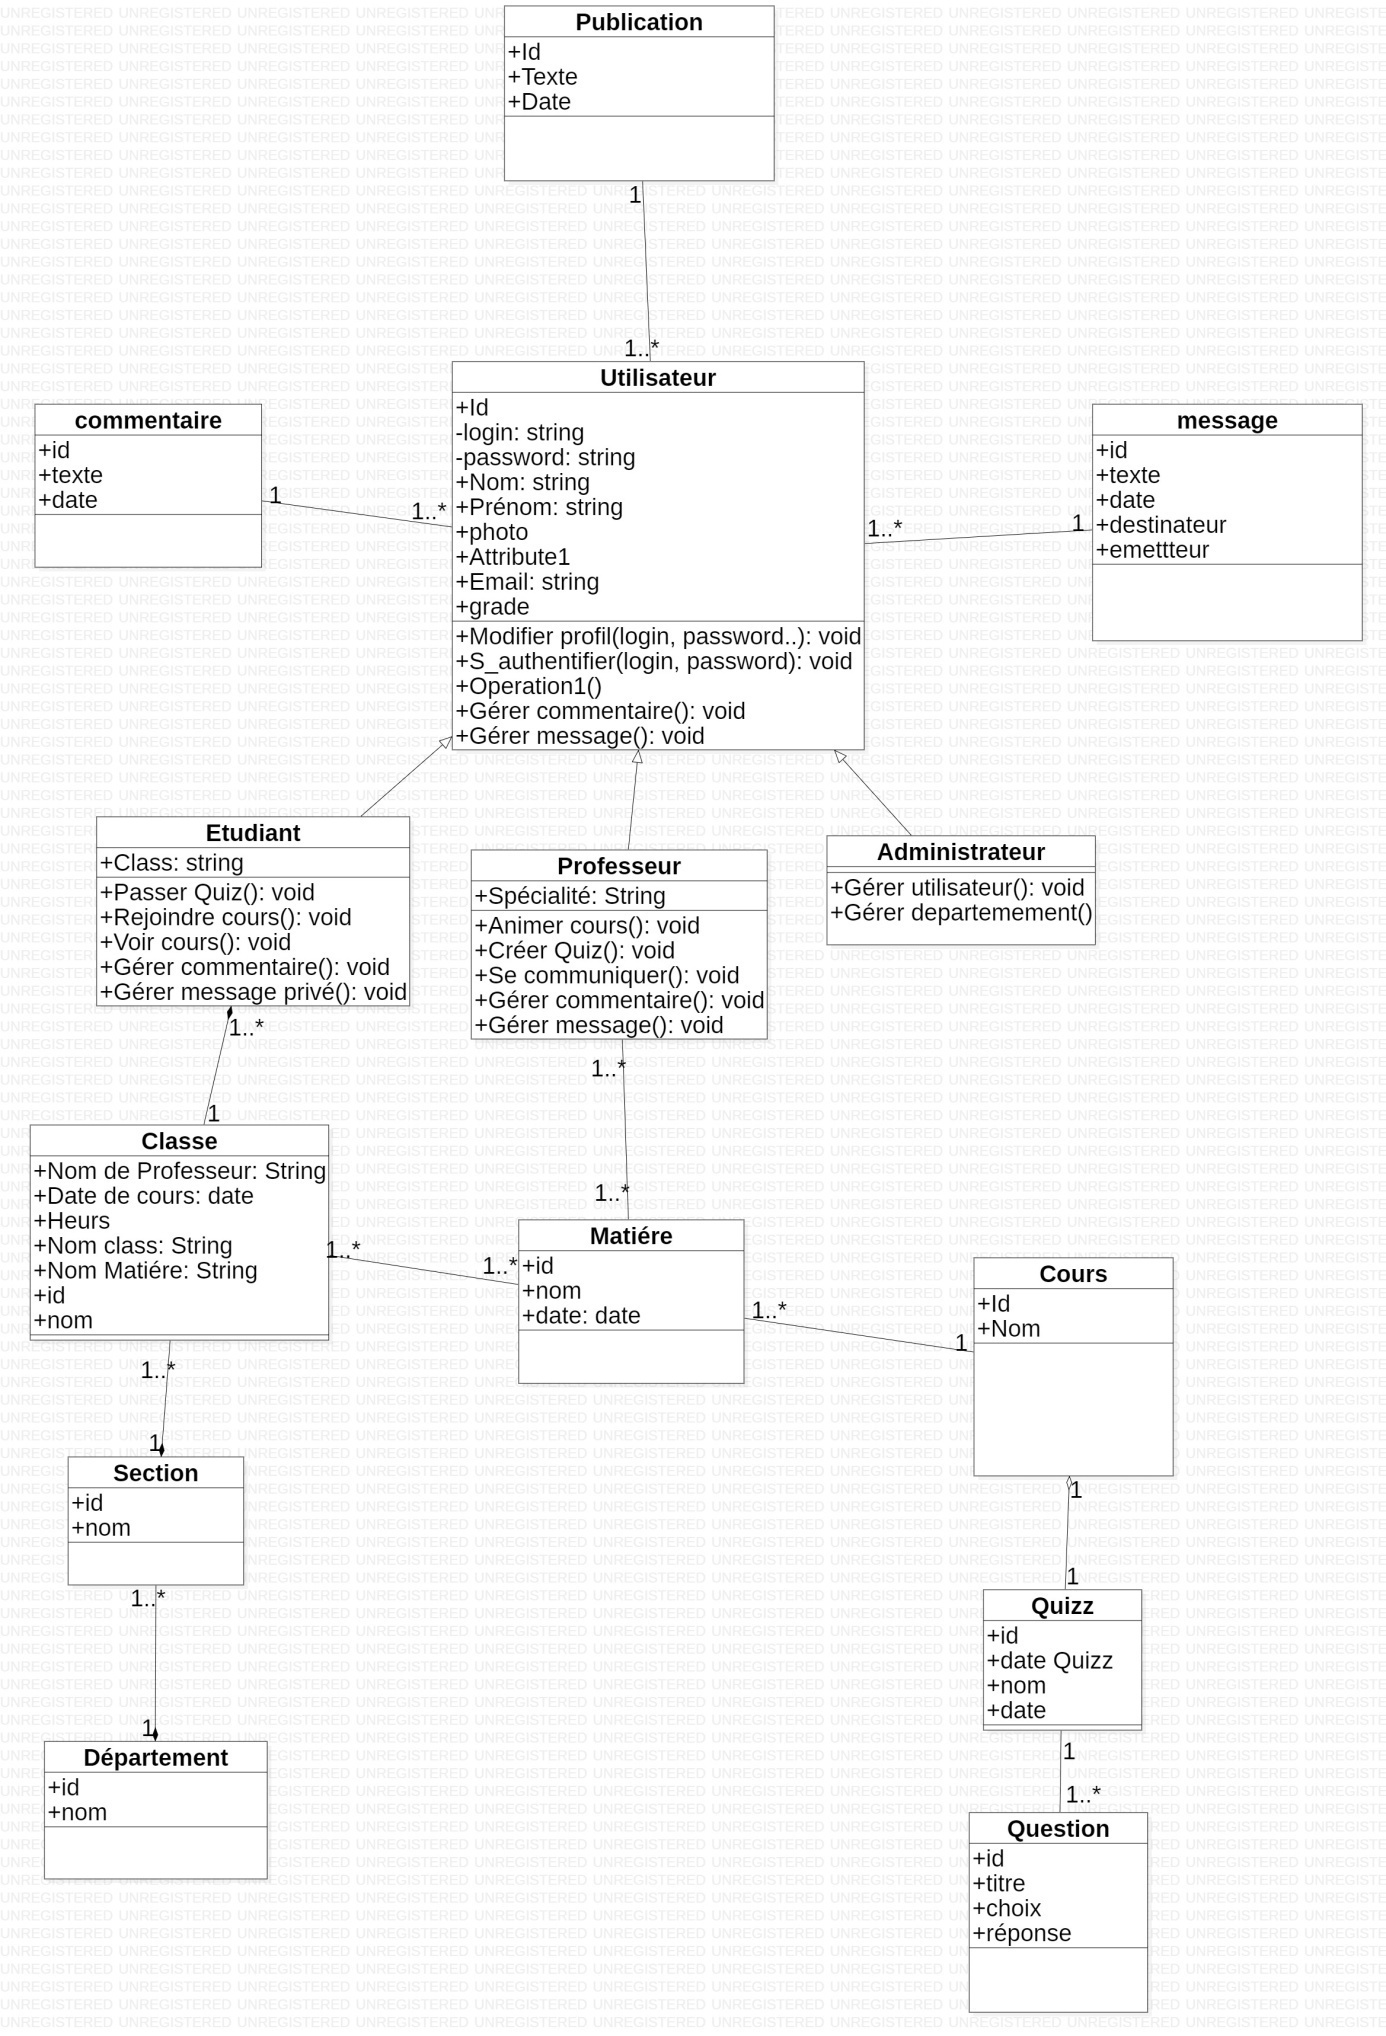 Publication
+Id
+Texte
+Date
1
1..*
Utilisateur
+Id
-login: string
-password: string
+Nom: string
+Prénom: string
+photo
+Attribute1
+Email: string
+grade
+Modifier profil(login, password..): void
+S_authentifier(login, password): void
+Operation1()
+Gérer commentaire(): void
+Gérer message(): void
commentaire
+id
+texte
+date
1
1..*
message
+id
+texte
+date
+destinateur
+emettteur
1..*
1
Etudiant
+Class: string
+Passer Quiz(): void
+Rejoindre cours(): void
+Voir cours(): void
+Gérer commentaire(): void
+Gérer message privé(): void
Professeur
+Spécialité: String
+Animer cours(): void
+Créer Quiz(): void
+Se communiquer(): void
+Gérer commentaire(): void
+Gérer message(): void
Administrateur
+Gérer utilisateur(): void
+Gérer departemement()
1..*
1
1..*
1..*
Classe
+Nom de Professeur: String
+Date de cours: date
+Heurs
+Nom class: String
+Nom Matiére: String
+id
+nom
1..*
1..*
Matiére
+id
+nom
+date: date
1..*
1
Cours
+Id
+Nom
1..*
1
Section
+id
+nom
1
1
Quizz
+id
+date Quizz
+nom
+date
1..*
1
Département
+id
+nom
1
1..*
Question
+id
+titre
+choix
+réponse
UNREGISTERED